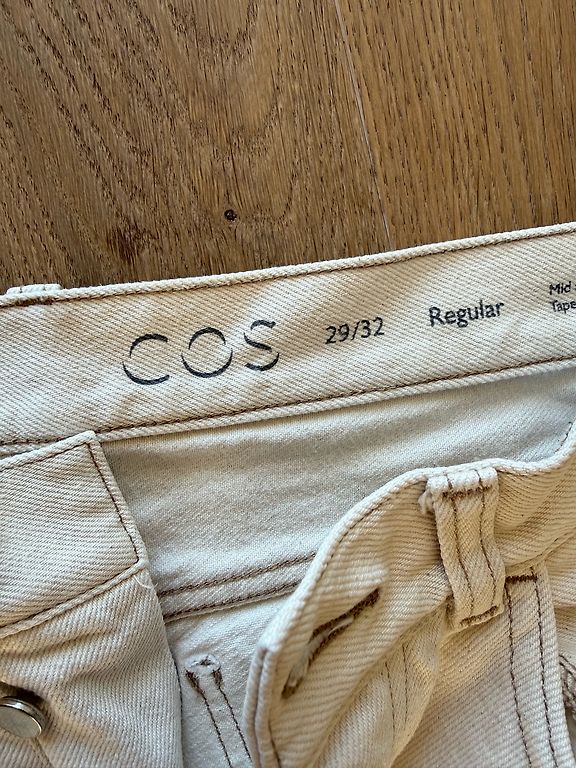 COS 29/32 Regular
Mid
Tape